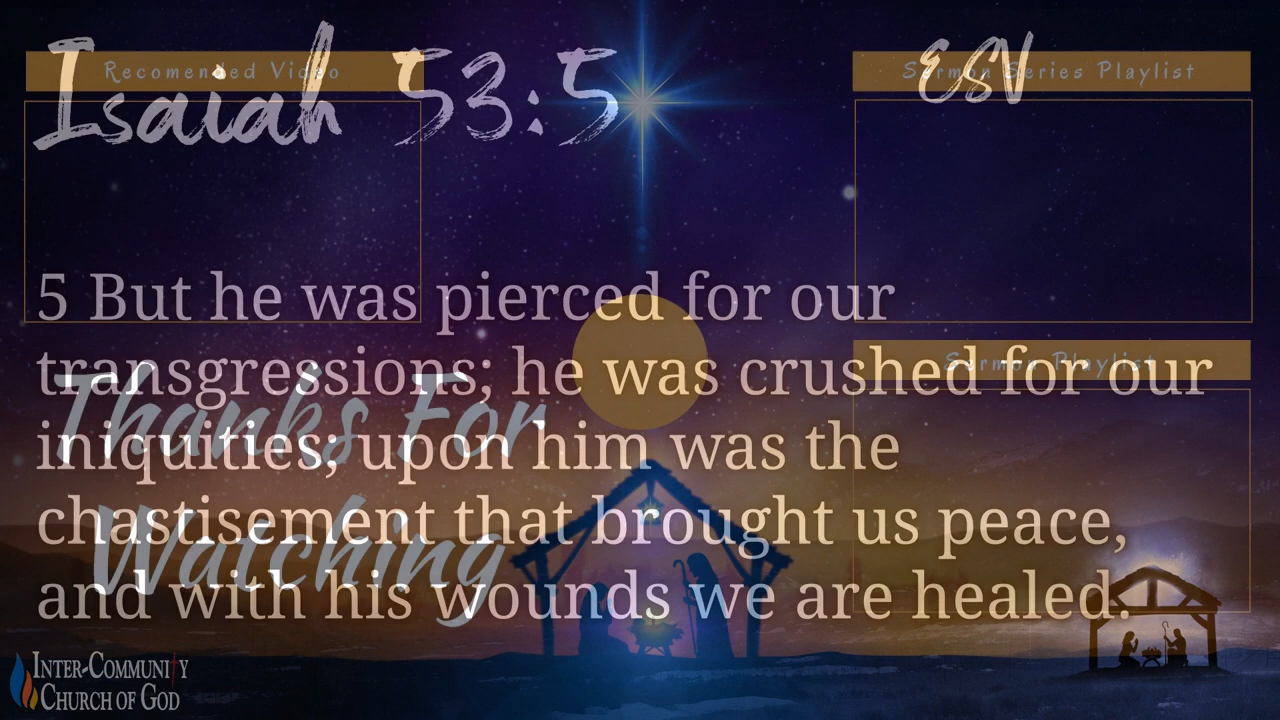 Isaiah 53:5
ESV
Recomended Video
Sermon Series Playlist
5 But he was pierced for our
transgressions; he was crushed for our
iniquities; upon him was the
chastisement that brought us peace,
and with his wounds we are healed.
Sermon Playlist
Thanks For
Watching
INTER-COMMUNITY
CHURCH OF GOD